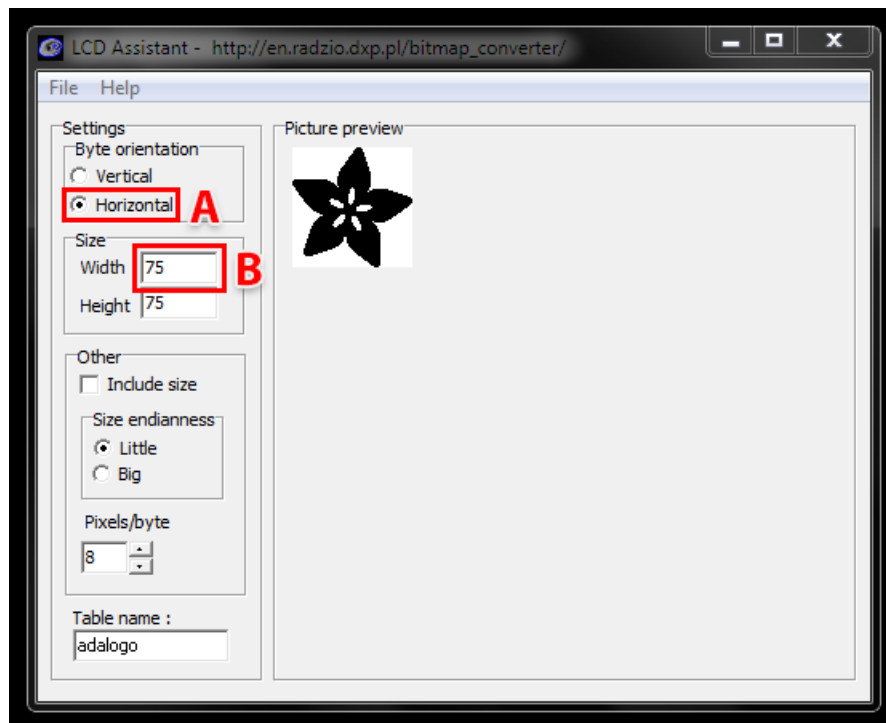 LCD Assistant - http://en.radzio.dxp.pl/bitmap_converter/
File Help
Settings
Byte orientation
Vertical
Horizontal
A
Size
Width 75
B
Height 75
Other
Include size
Size endianness
Little
Big
Pixels/byte
8
Table name :
adalogo
Picture preview